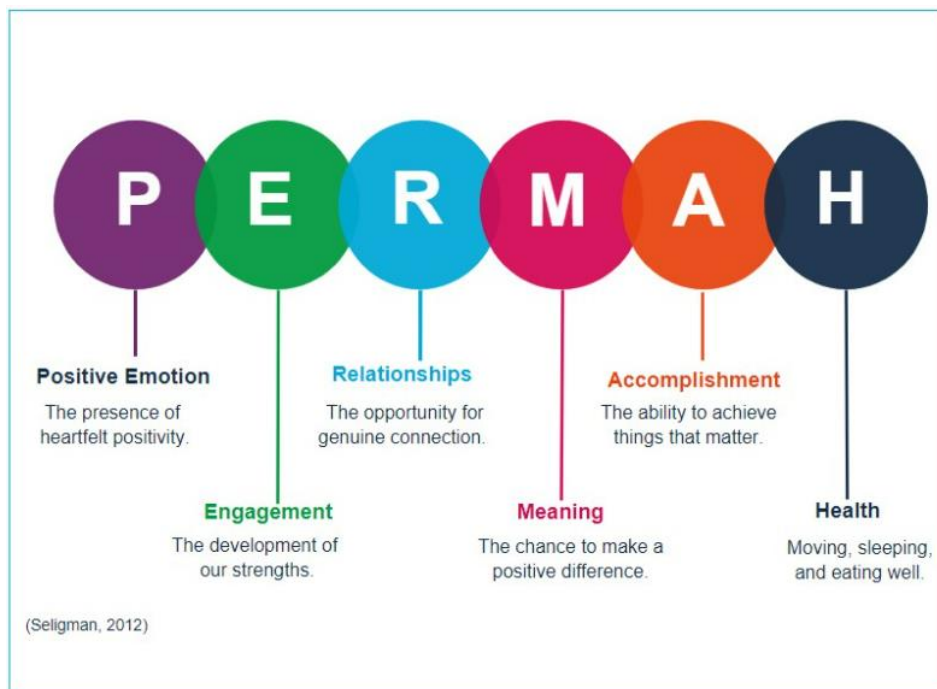 P E R M A H
Positive Emotion
The presence of
heartfelt positivity.
Engagement
The development of
our strengths.
Relationships
The opportunity for
genuine connection.
Meaning
The chance to make a
positive difference.
Accomplishment
The ability to achieve
things that matter.
Health
Moving, sleeping,
and eating well.
(Seligman, 2012)